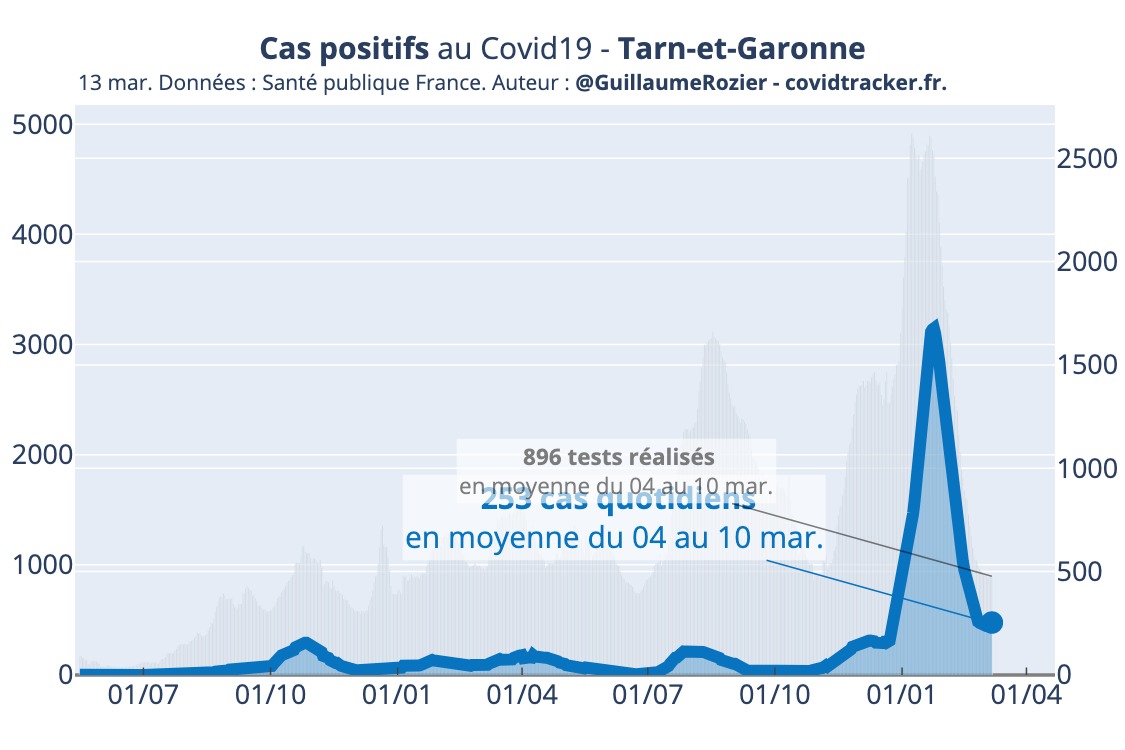 Cas positifs au Covid19 - Tarn-et-Garonne
13 mar. Données : Santé publique France. Auteur : @GuillaumeRozier - covidtracker.fr.
5000
4000
3000
2000
1000
0
2500
2000
1500
1000
500
0
896 tests réalisés
en moyenne du 04 au 10 mar.
253 cas quotidiens
en moyenne du 04 au 10 mar.
01/07 01/10 01/01 01/04 01/07 01/10 01/01 01/04